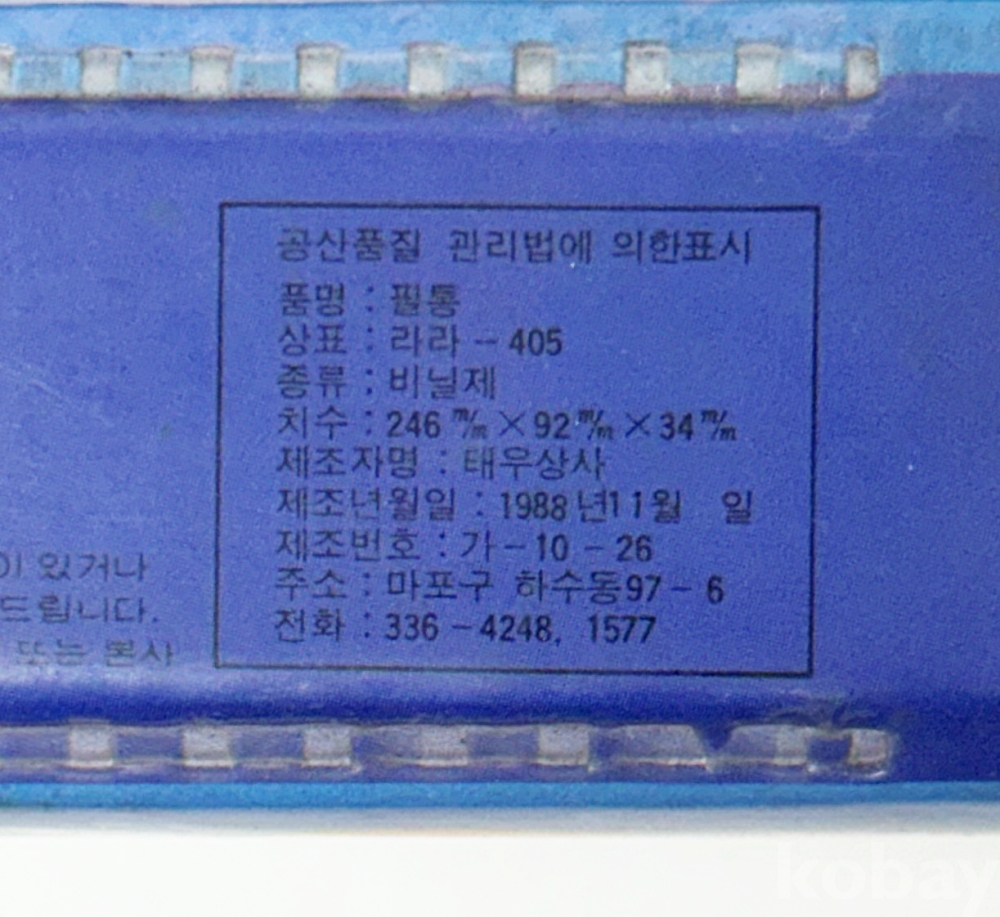 공산품질 관리법에 의한표시
품명 : 필통
상표 : 라라 - 405
종류 : 비닐제
치수 : 246 m/m × 92 m/m × 34 m/m
제조자명 : 태우상사
제조년월일 : 1988년11월 일
제조번호 : 가 - 10 - 26
주소 : 마포구 하수동97 - 6
전화 : 336 - 4248, 1577
이 있거나
드립니다.
또는 본사
kobay